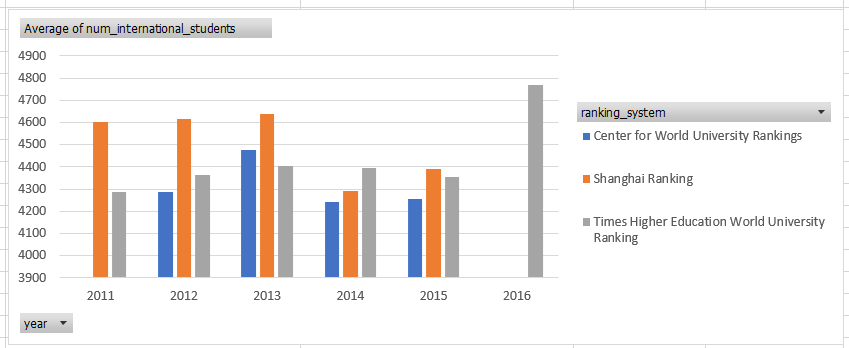 Average of num_international_students
4900
4800
4700
4600
4500
4400
4300
4200
4100
4000
3900
2011 2012 2013 2014 2015 2016
year
ranking_system
Center for World University Rankings
Shanghai Ranking
Times Higher Education World University
Ranking